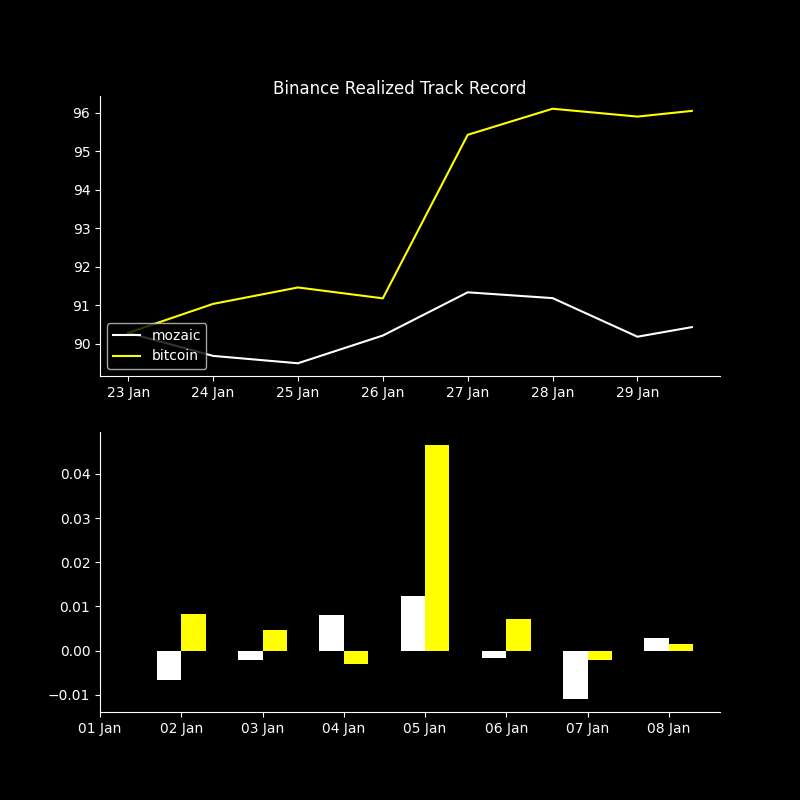 Binance Realized Track Record
96
95
94
93
92
91
90
mozaic
bitcoin
23 Jan 24 Jan 25 Jan 26 Jan 27 Jan 28 Jan 29 Jan
0.04
0.03
0.02
0.01
0.00
−0.01
01 Jan 02 Jan 03 Jan 04 Jan 05 Jan 06 Jan 07 Jan 08 Jan